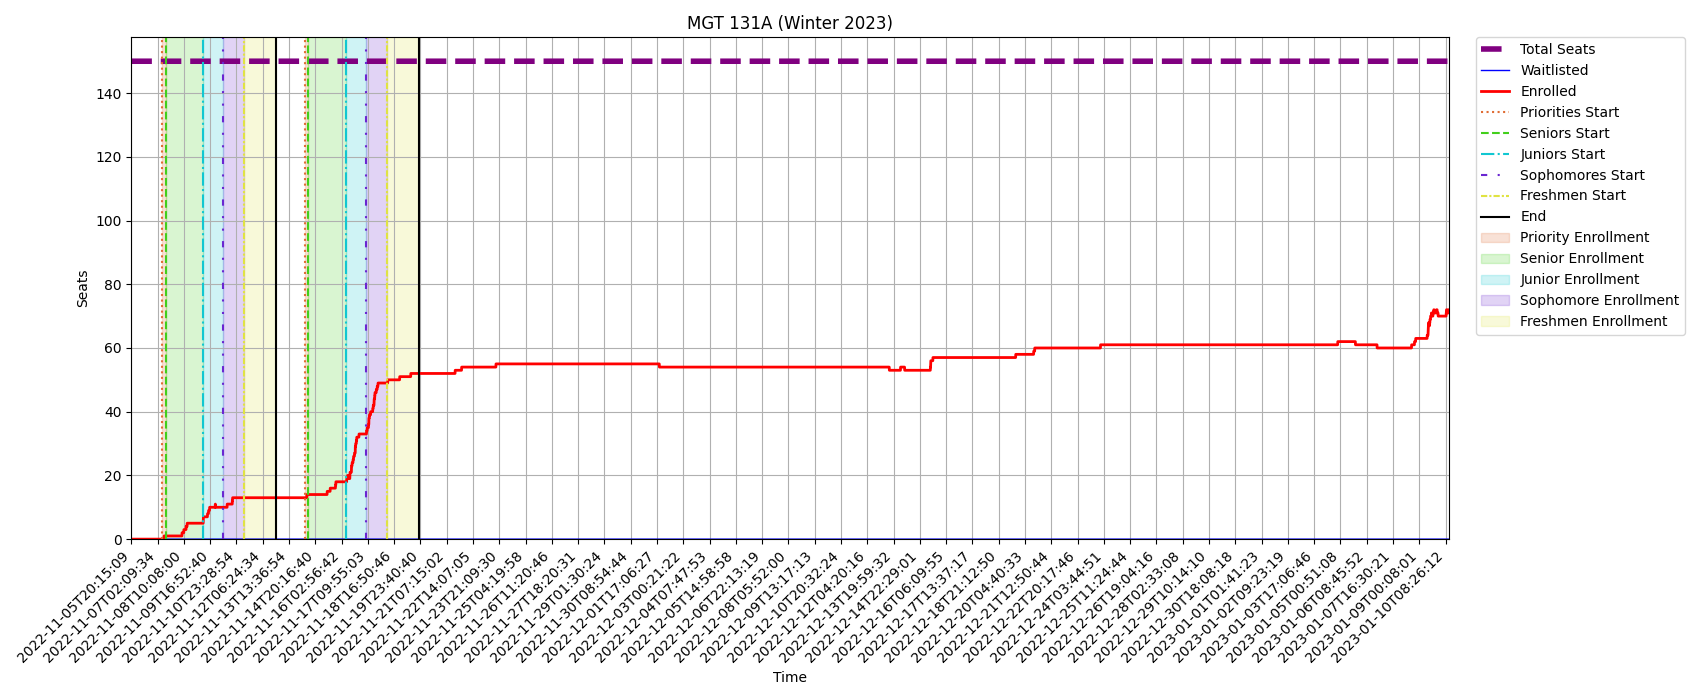 MGT 131A (Winter 2023)
Seats
140
120
100
80
60
40
20
0
2022-11-05T20:15:09
2022-11-07T02:09:34
2022-11-08T10:08:00
2022-11-09T16:52:40
2022-11-10T23:28:54
2022-11-12T06:24:34
2022-11-13T13:36:54
2022-11-14T20:16:40
2022-11-16T02:56:42
2022-11-17T09:55:03
2022-11-18T16:50:46
2022-11-19T23:40:40
2022-11-21T07:15:02
2022-11-22T14:07:05
2022-11-23T21:09:30
2022-11-25T04:19:58
2022-11-26T11:20:46
2022-11-27T18:20:31
2022-11-29T01:30:24
2022-11-30T08:54:44
2022-12-01T17:06:27
2022-12-03T00:21:22
2022-12-04T07:47:53
2022-12-05T14:58:58
2022-12-06T22:13:19
2022-12-08T05:52:00
2022-12-09T13:17:13
2022-12-10T20:32:24
2022-12-12T04:20:16
2022-12-13T19:59:32
2022-12-14T22:29:01
2022-12-16T06:09:55
2022-12-17T13:37:17
2022-12-18T21:12:50
2022-12-20T04:40:33
2022-12-21T12:50:44
2022-12-22T20:17:46
2022-12-24T03:44:51
2022-12-25T11:24:44
2022-12-26T19:04:16
2022-12-28T02:33:08
2022-12-29T10:14:10
2022-12-30T18:08:18
2023-01-01T01:41:23
2023-01-02T09:23:19
2023-01-03T17:06:46
2023-01-05T00:51:08
2023-01-06T08:45:52
2023-01-07T16:30:21
2023-01-09T00:08:01
2023-01-10T08:26:12
Time
Total Seats
Waitlisted
Enrolled
Priorities Start
Seniors Start
Juniors Start
Sophomores Start
Freshmen Start
End
Priority Enrollment
Senior Enrollment
Junior Enrollment
Sophomore Enrollment
Freshmen Enrollment